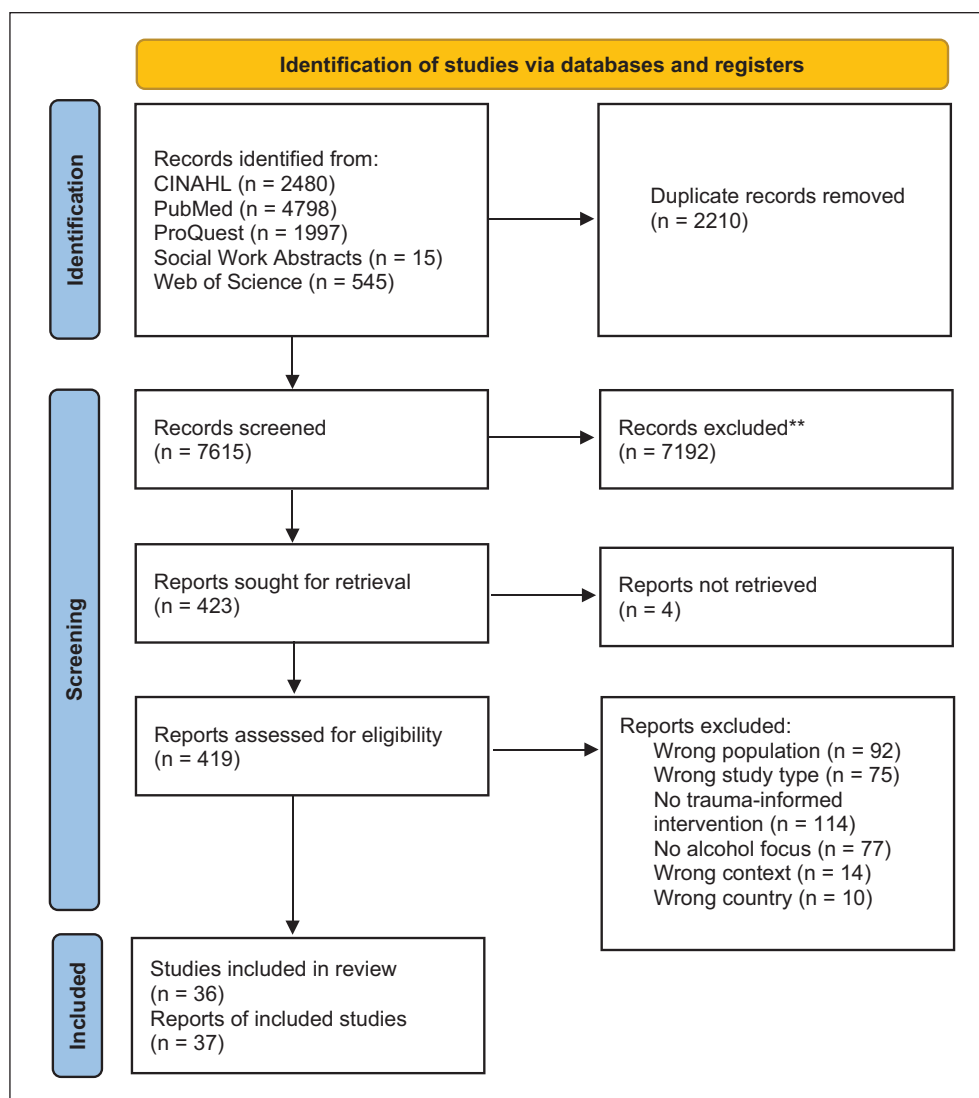 Identification of studies via databases and registers
Identification
Records identified from:
CINAHL (n = 2480)
PubMed (n = 4798)
ProQuest (n = 1997)
Social Work Abstracts (n = 15)
Web of Science (n = 545)
Duplicate records removed
(n = 2210)
Screening
Records screened
(n = 7615)
Records excluded**
(n = 7192)
Reports sought for retrieval
(n = 423)
Reports not retrieved
(n = 4)
Reports assessed for eligibility
(n = 419)
Reports excluded:
Wrong population (n = 92)
Wrong study type (n = 75)
No trauma-informed
intervention (n = 114)
No alcohol focus (n = 77)
Wrong context (n = 14)
Wrong country (n = 10)
Included
Studies included in review
(n = 36)
Reports of included studies
(n = 37)